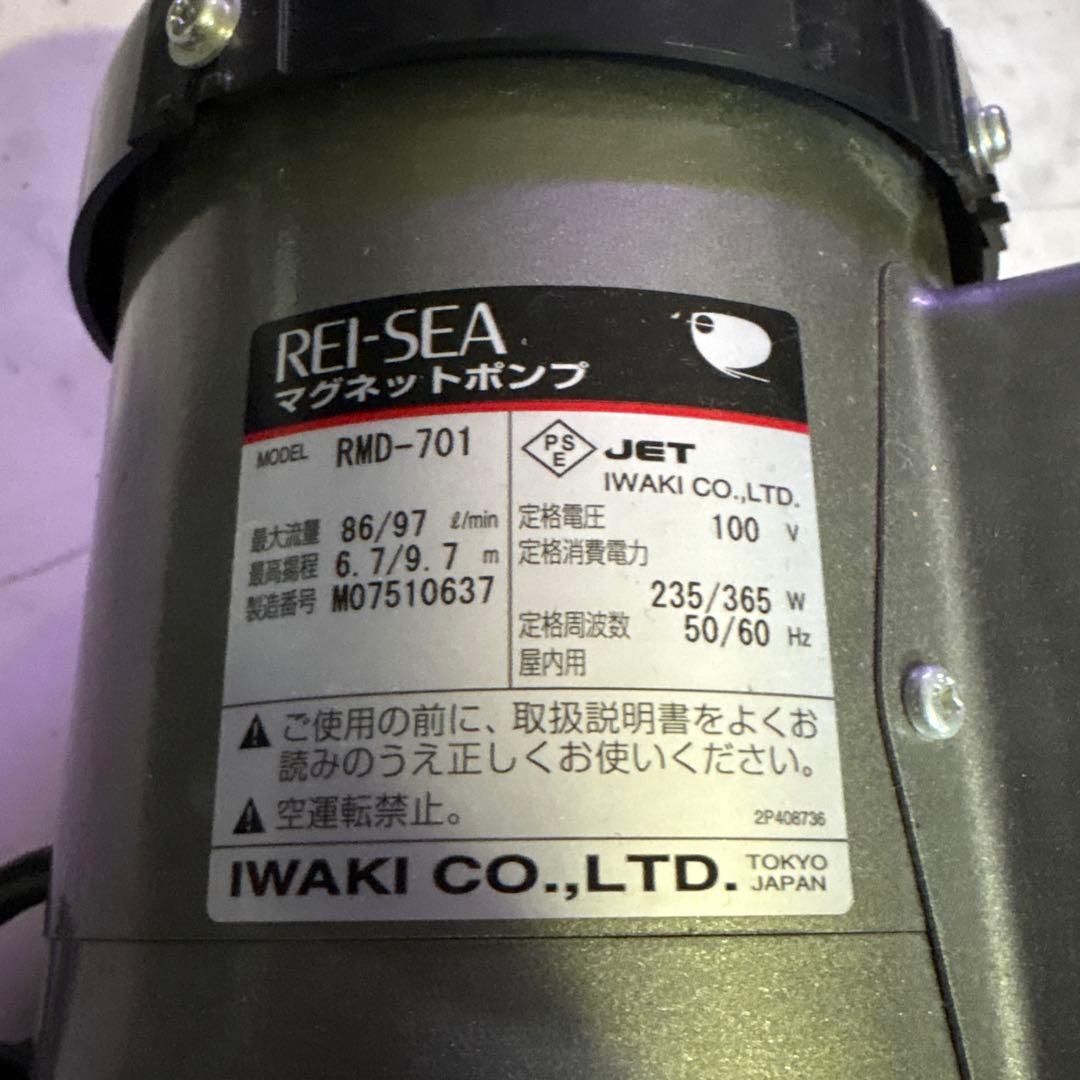 REI-SEA
マグネットポンプ
MODEL RMD-701
最大流量 86/97 ℓ/min
最高揚程 6.7/9.7 m
製造番号 M07510637
PSE JET
IWAKI CO.,LTD.
定格電圧 100 V
定格消費電力
235/365 W
定格周波数 50/60 Hz
屋内用
ご使用の前に、取扱説明書をよくお
読みのうえ正しくお使いください。
空運転禁止。
2P408736
IWAKI CO.,LTD. TOKYO
JAPAN